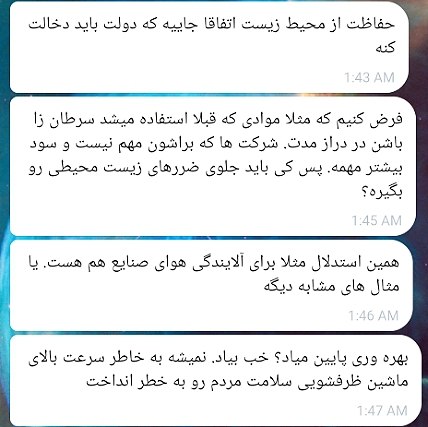 حفاظت از محیط زیست اتفاقا جاییه که دولت باید دخالت
کنه
1:43 AM
فرض کنیم که مثلا موادی که قبلا استفاده میشد سرطان زا
باشن در دراز مدت. شرکت ها که براشون مهم نیست و سود
بیشتر مهمه. پس کی باید جلوی ضررهای زیست محیطی رو
بگیره؟
1:45 AM
همین استدلال مثلا برای آلایندگی هوای صنایع هم هست. یا
مثال های مشابه دیگه
1:46 AM
بهره وری پایین میاد؟ خب بیاد. نمیشه به خاطر سرعت بالای
ماشین ظرفشویی سلامت مردم رو به خطر انداخت
1:47 AM